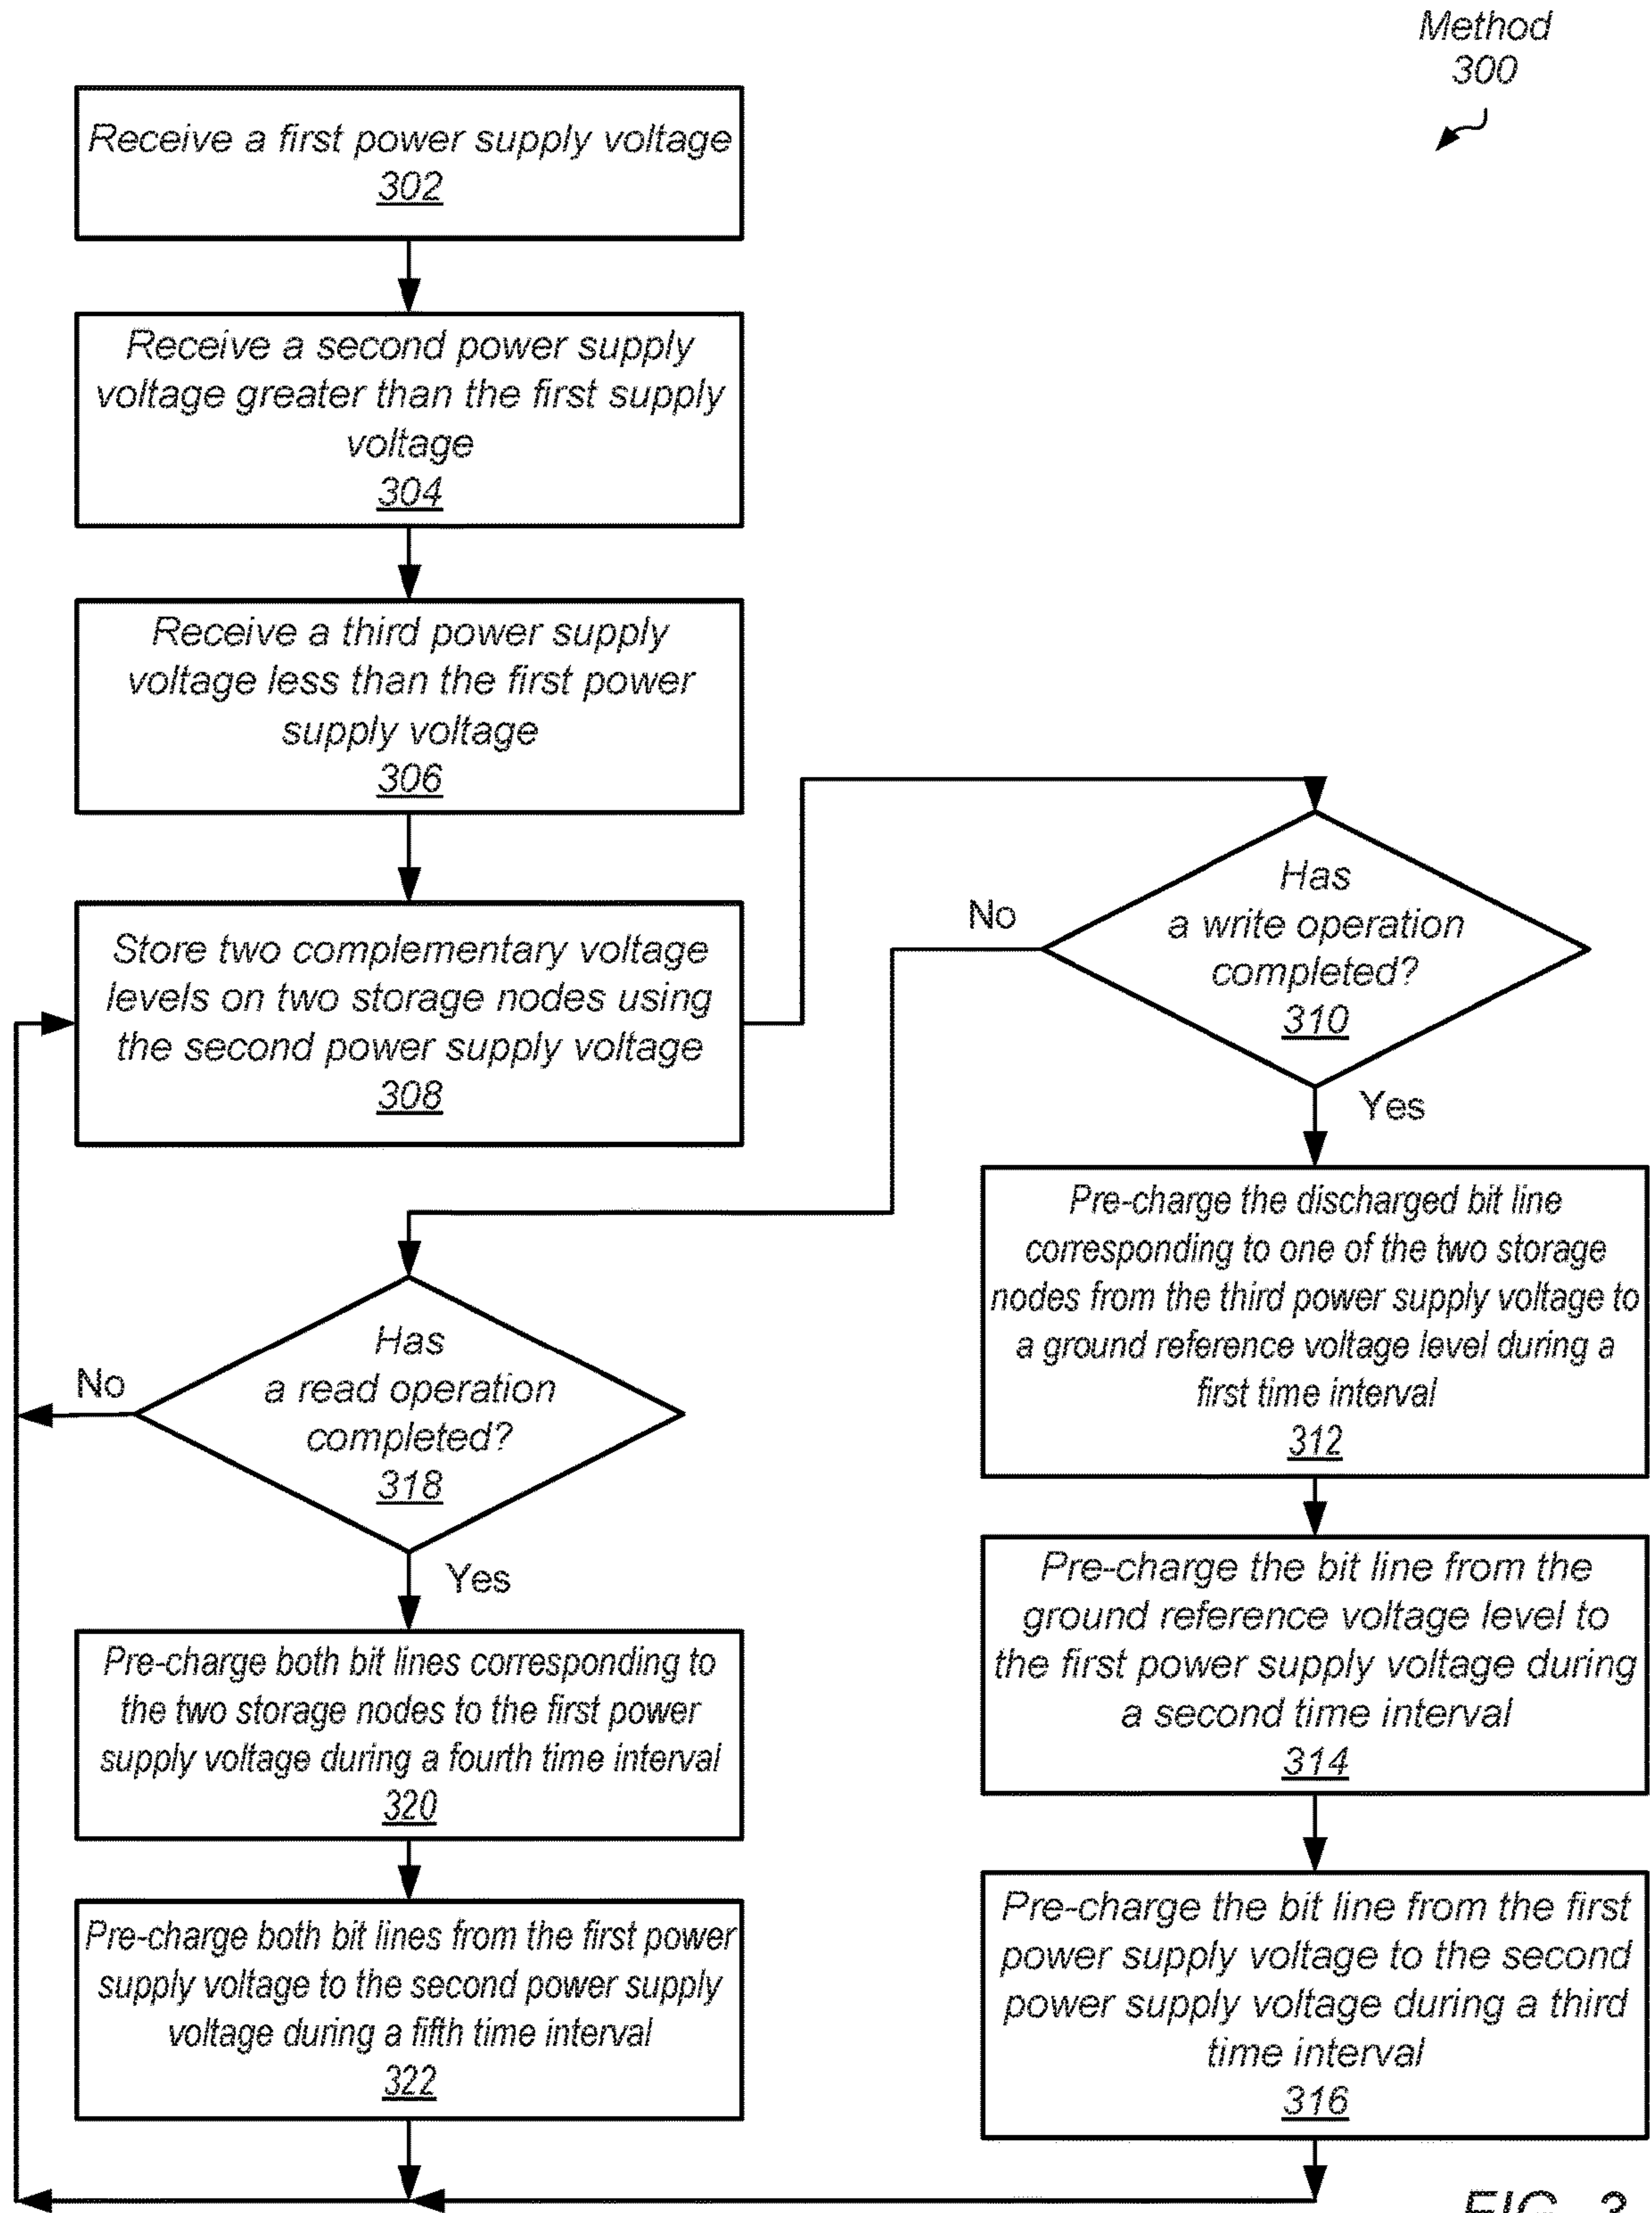 Method
300
Receive a first power supply voltage
302
Receive a second power supply
voltage greater than the first supply
voltage
304
Receive a third power supply
voltage less than the first power
supply voltage
306
Store two complementary voltage
levels on two storage nodes using
the second power supply voltage
308
Has
a write operation
completed?
310
No
Yes
Pre-charge the discharged bit line
corresponding to one of the two storage
nodes from the third power supply voltage to
a ground reference voltage level during a
first time interval
312
Pre-charge the bit line from the
ground reference voltage level to
the first power supply voltage during
a second time interval
314
Pre-charge the bit line from the first
power supply voltage to the second
power supply voltage during a third
time interval
316
Has
a read operation
completed?
318
No
Yes
Pre-charge both bit lines corresponding to
the two storage nodes to the first power
supply voltage during a fourth time interval
320
Pre-charge both bit lines from the first power
supply voltage to the second power supply
voltage during a fifth time interval
322
FIG. 3